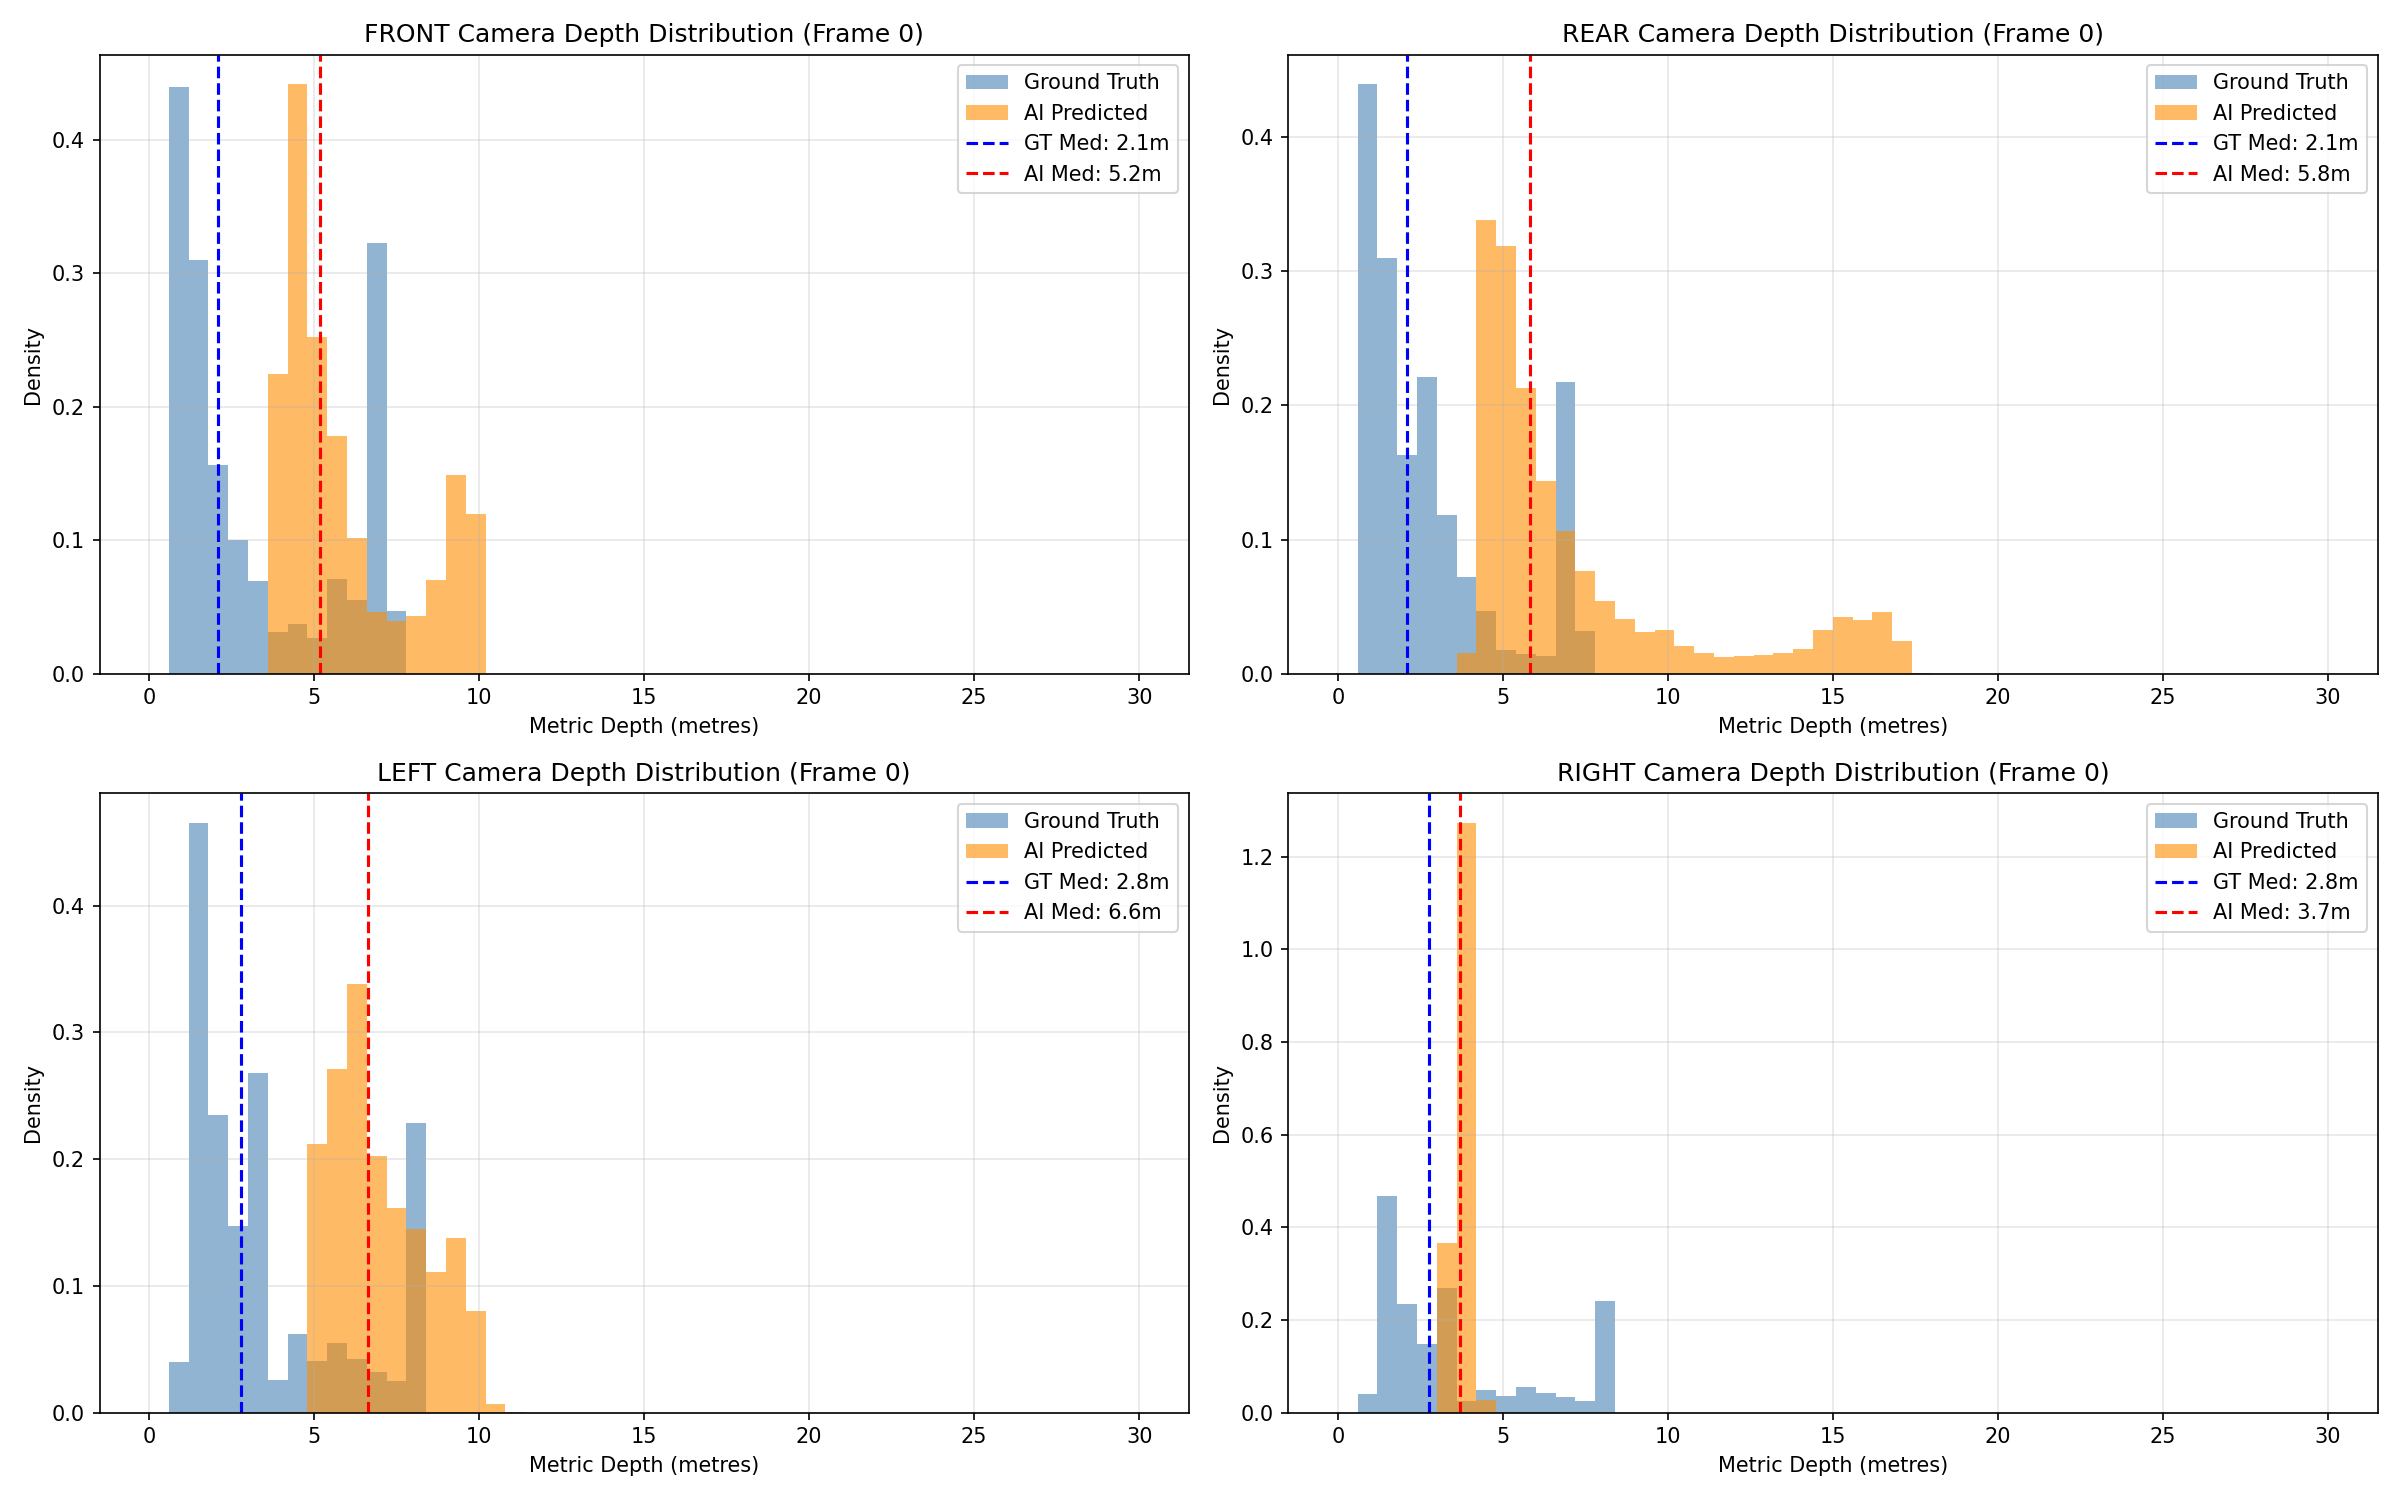 FRONT Camera Depth Distribution (Frame 0)
Density
0.4
0.3
0.2
0.1
0.0
0 5 10 15 20 25 30
Metric Depth (metres)
Ground Truth
AI Predicted
GT Med: 2.1m
AI Med: 5.2m
REAR Camera Depth Distribution (Frame 0)
Density
0.4
0.3
0.2
0.1
0.0
0 5 10 15 20 25 30
Metric Depth (metres)
Ground Truth
AI Predicted
GT Med: 2.1m
AI Med: 5.8m
LEFT Camera Depth Distribution (Frame 0)
Density
0.4
0.3
0.2
0.1
0.0
0 5 10 15 20 25 30
Metric Depth (metres)
Ground Truth
AI Predicted
GT Med: 2.8m
AI Med: 6.6m
RIGHT Camera Depth Distribution (Frame 0)
Density
1.2
1.0
0.8
0.6
0.4
0.2
0.0
0 5 10 15 20 25 30
Metric Depth (metres)
Ground Truth
AI Predicted
GT Med: 2.8m
AI Med: 3.7m